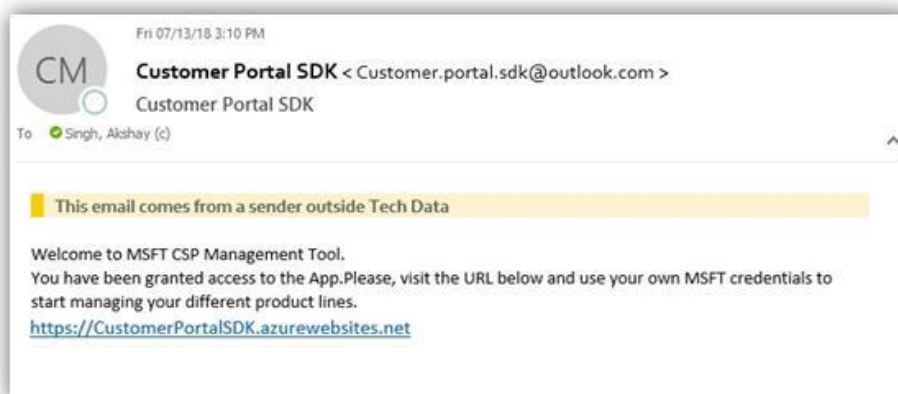 Fri 07/13/18 3:10 PM
CM
Customer Portal SDK < Customer.portal.sdk@outlook.com >
Customer Portal SDK
To Singh, Akshay (c)
This email comes from a sender outside Tech Data
Welcome to MSFT CSP Management Tool.
You have been granted access to the App.Please, visit the URL below and use your own MSFT credentials to
start managing your different product lines.
https://CustomerPortalSDK.azurewebsites.net